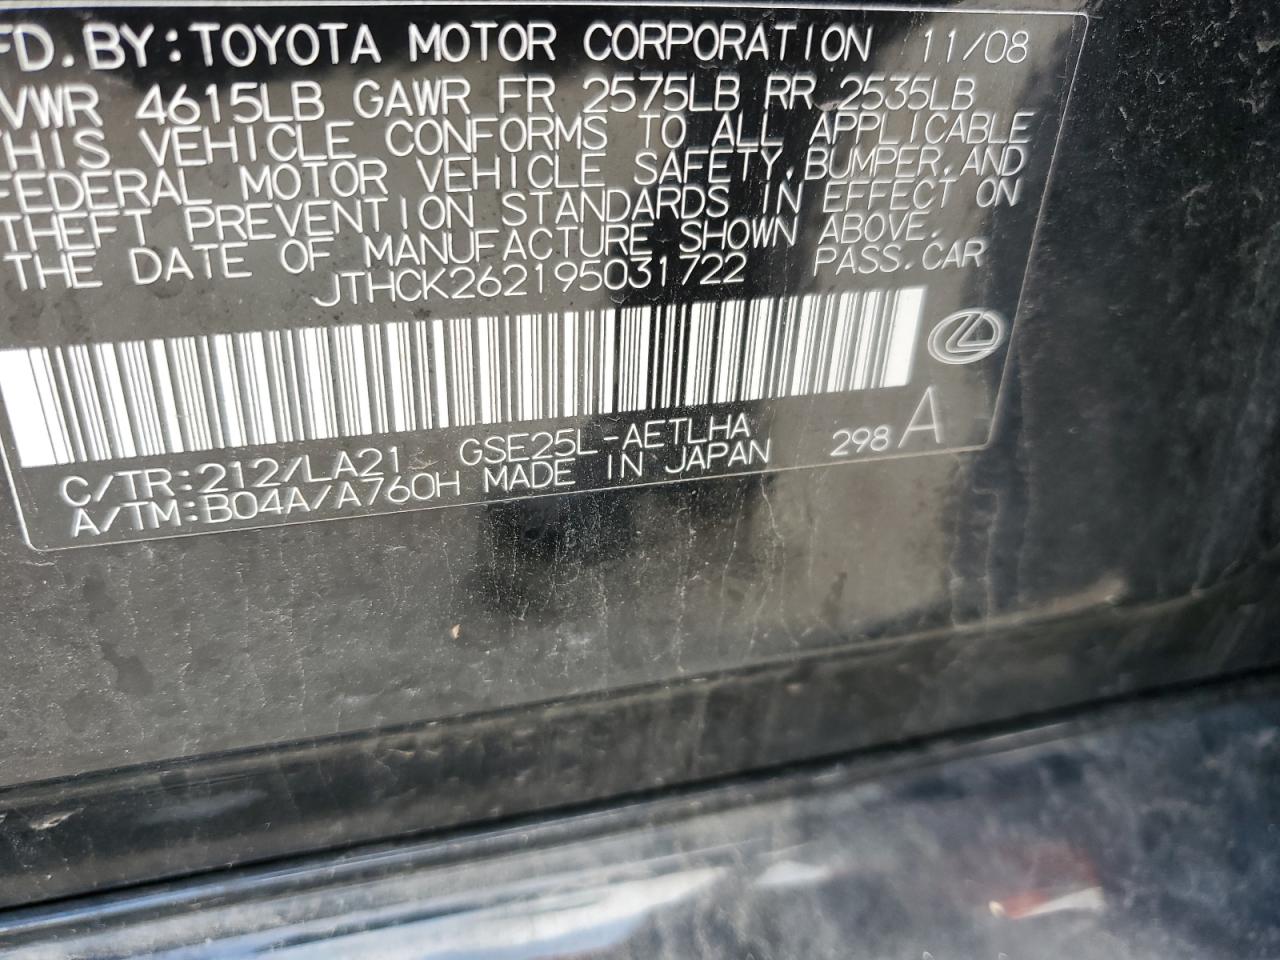 FD. BY: TOYOTA MOTOR CORPORATION 11/08
VWR 4615LB GAWR FR 2575LB RR 2535LB
THIS VEHICLE CONFORMS TO ALL APPLICABLE
FEDERAL MOTOR VEHICLE SAFETY, BUMPER, AND
THEFT PREVENTION STANDARDS IN EFFECT ON
THE DATE OF MANUFACTURE SHOWN ABOVE.
JTHCK262195031722 PASS. CAR
C/TR:212/LA21 GSE25L-AETLHA 298 A
A/TM:B04A/A760H MADE IN JAPAN